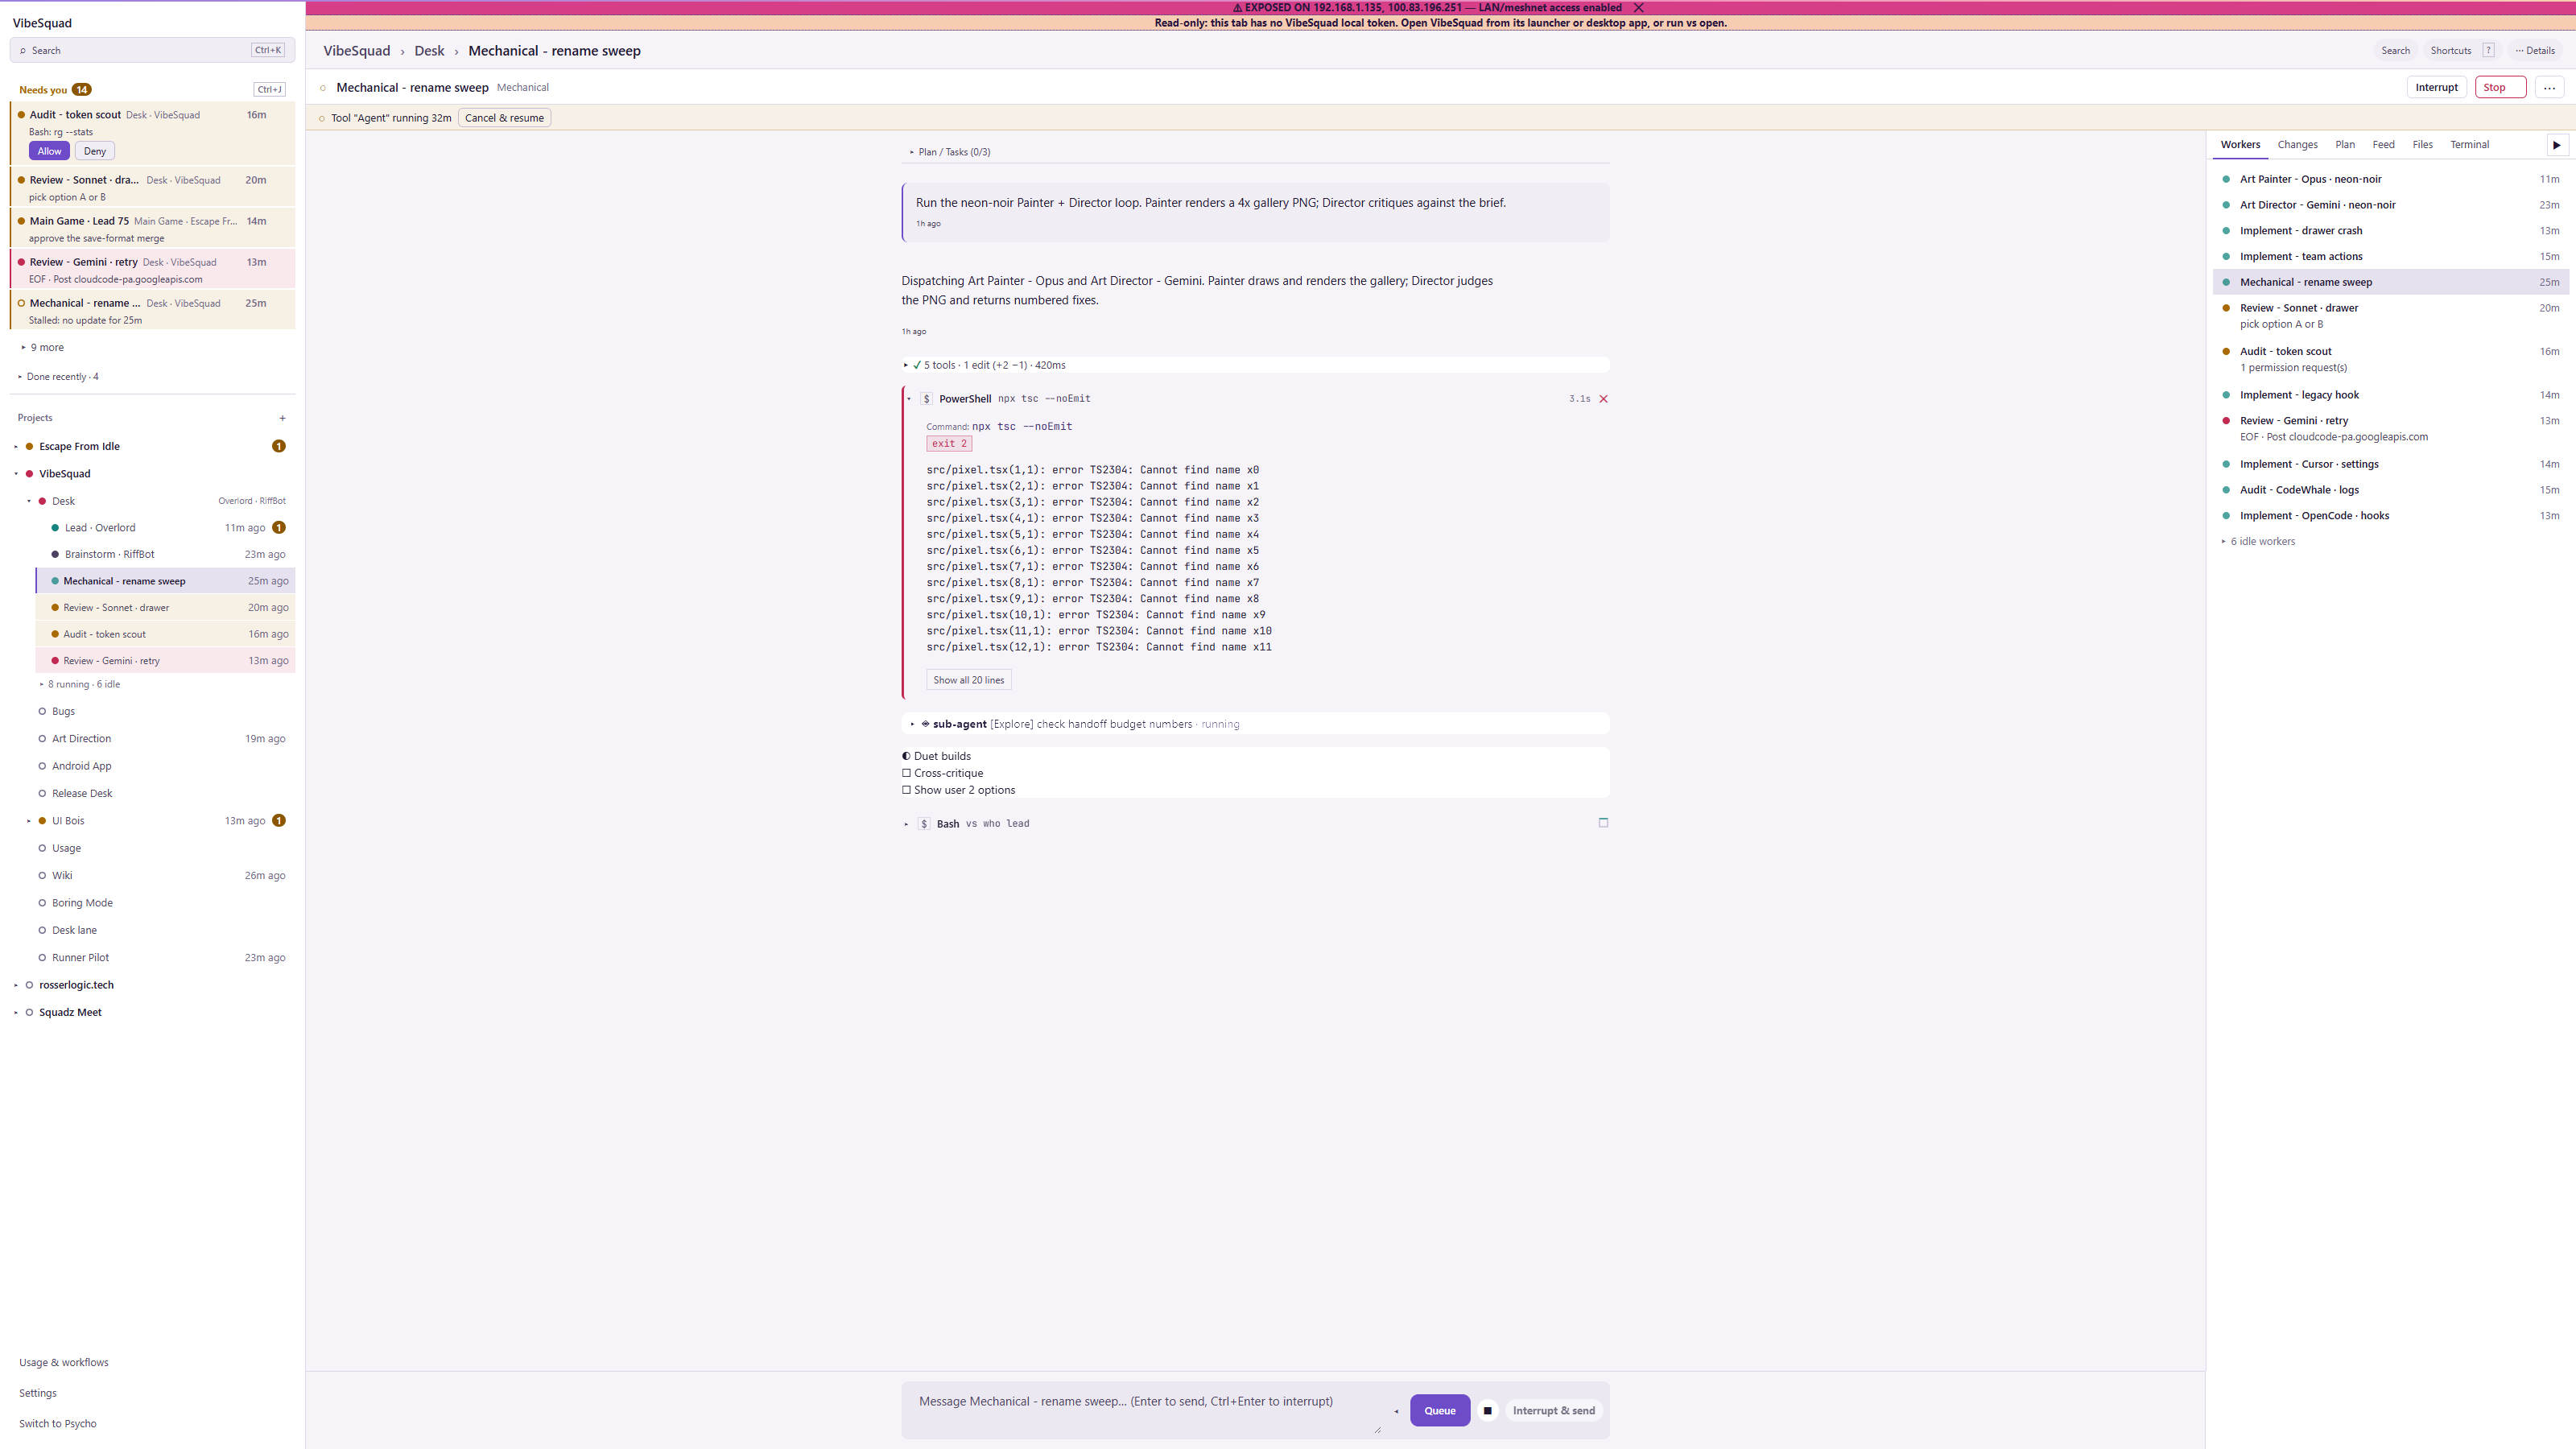 VibeSquad
Search Ctrl+K
Needs you 14 Ctrl+J
Audit - token scout Desk · VibeSquad 16m
Bash: rg --stats
Allow Deny
Review - Sonnet · dra... Desk · VibeSquad 20m
pick option A or B
Main Game · Lead 75 Main Game · Escape Fr... 14m
approve the save-format merge
Review - Gemini · retry Desk · VibeSquad 13m
EOF · Post cloudcode-pa.googleapis.com
Mechanical - rename ... Desk · VibeSquad 25m
Stalled: no update for 25m
9 more
Done recently · 4
Projects +
Escape From Idle 1
VibeSquad
Desk Overlord · RiffBot
Lead · Overlord 11m ago 1
Brainstorm · RiffBot 23m ago
Mechanical - rename sweep 25m ago
Review - Sonnet · drawer 20m ago
Audit - token scout 16m ago
Review - Gemini · retry 13m ago
8 running · 6 idle
Bugs
Art Direction 19m ago
Android App
Release Desk
UI Bois 13m ago 1
Usage
Wiki 26m ago
Boring Mode
Desk lane
Runner Pilot 23m ago
rosserlogic.tech
Squadz Meet
Usage & workflows
Settings
Switch to Psycho
⚠ EXPOSED ON 192.168.1.135, 100.83.196.251 — LAN/meshnet access enabled
Read-only: this tab has no VibeSquad local token. Open VibeSquad from its launcher or desktop app, or run vs open.
VibeSquad › Desk › Mechanical - rename sweep
Search Shortcuts ? ··· Details
Mechanical - rename sweep Mechanical
Interrupt Stop ...
Tool "Agent" running 32m Cancel & resume
Plan / Tasks (0/3)
Run the neon-noir Painter + Director loop. Painter renders a 4x gallery PNG; Director critiques against the brief.
1h ago
Dispatching Art Painter - Opus and Art Director - Gemini. Painter draws and renders the gallery; Director judges
the PNG and returns numbered fixes.
1h ago
✓ 5 tools · 1 edit (+2 −1) · 420ms
$ PowerShell npx tsc --noEmit 3.1s
Command: npx tsc --noEmit
exit 2
src/pixel.tsx(1,1): error TS2304: Cannot find name x0
src/pixel.tsx(2,1): error TS2304: Cannot find name x1
src/pixel.tsx(3,1): error TS2304: Cannot find name x2
src/pixel.tsx(4,1): error TS2304: Cannot find name x3
src/pixel.tsx(5,1): error TS2304: Cannot find name x4
src/pixel.tsx(6,1): error TS2304: Cannot find name x5
src/pixel.tsx(7,1): error TS2304: Cannot find name x6
src/pixel.tsx(8,1): error TS2304: Cannot find name x7
src/pixel.tsx(9,1): error TS2304: Cannot find name x8
src/pixel.tsx(10,1): error TS2304: Cannot find name x9
src/pixel.tsx(11,1): error TS2304: Cannot find name x10
src/pixel.tsx(12,1): error TS2304: Cannot find name x11
Show all 20 lines
sub-agent [Explore] check handoff budget numbers · running
◐ Duet builds
☐ Cross-critique
☐ Show user 2 options
$ Bash vs who lead
Message Mechanical - rename sweep... (Enter to send, Ctrl+Enter to interrupt)
Queue Interrupt & send
Workers Changes Plan Feed Files Terminal
Art Painter - Opus · neon-noir 11m
Art Director - Gemini · neon-noir 23m
Implement - drawer crash 13m
Implement - team actions 15m
Mechanical - rename sweep 25m
Review - Sonnet · drawer 20m
pick option A or B
Audit - token scout 16m
1 permission request(s)
Implement - legacy hook 14m
Review - Gemini · retry 13m
EOF · Post cloudcode-pa.googleapis.com
Implement - Cursor · settings 14m
Audit - CodeWhale · logs 15m
Implement - OpenCode · hooks 13m
6 idle workers